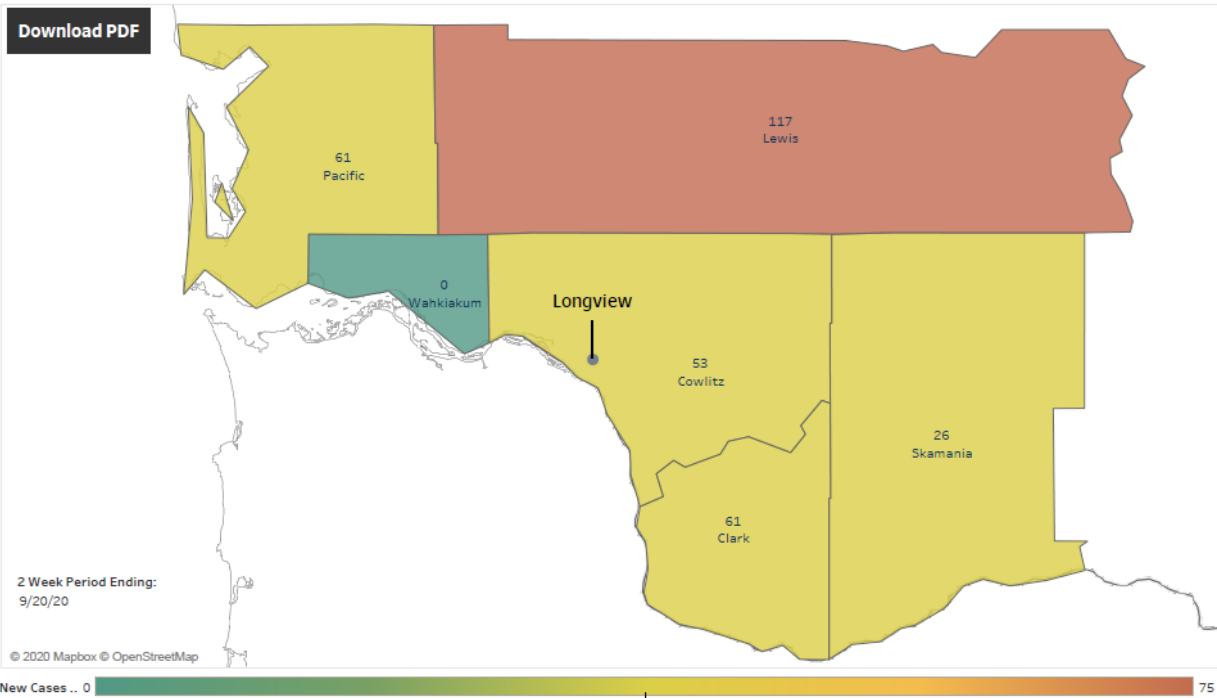 Download PDF
117
Lewis
61
Pacific
0
Wahkiakum
Longview
53
Cowlitz
26
Skamania
61
Clark
2 Week Period Ending:
9/20/20
© 2020 Mapbox © OpenStreetMap
New Cases .. 0
75